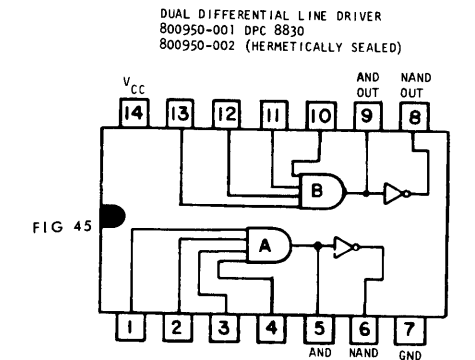 DUAL DIFFERENTIAL LINE DRIVER
800950-001 DPC 8830
800950-002 (HERMETICALLY SEALED)
VCC
AND OUT
NAND OUT
14 13 12 11 10 9 8
B
FIG 45
A
1 2 3 4 5 6 7
AND NAND GND